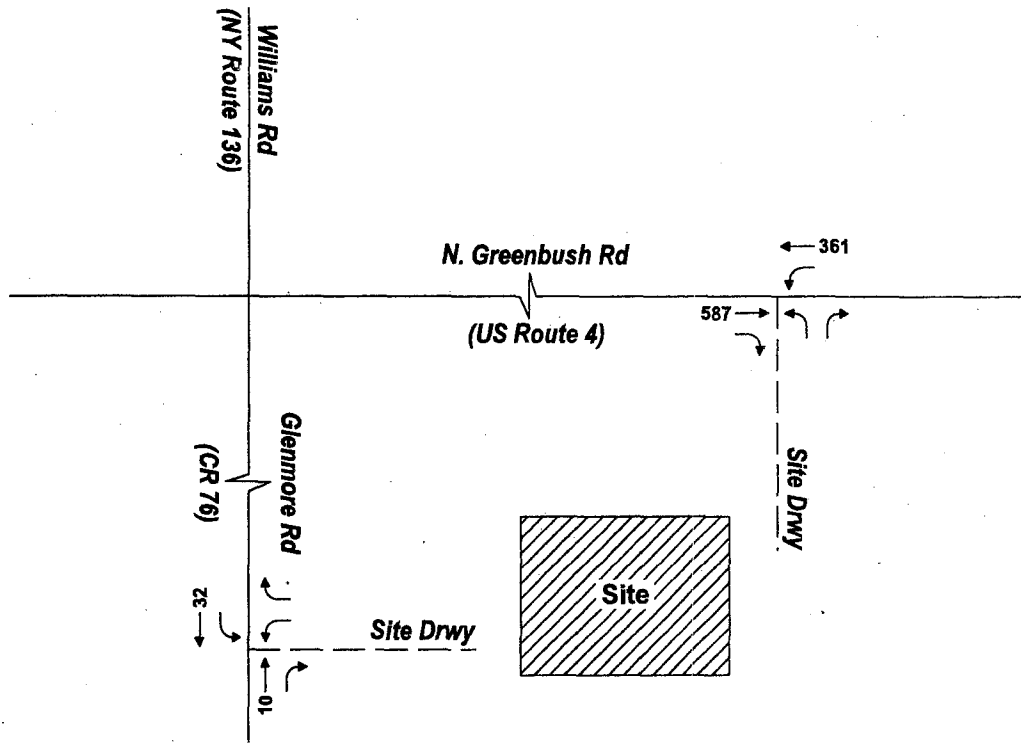 Williams Rd
(NY Route 136)
361
N. Greenbush Rd
587
(US Route 4)
Glenmore Rd
(CR 76)
Site Drwy
Site
32
Site Drwy
10